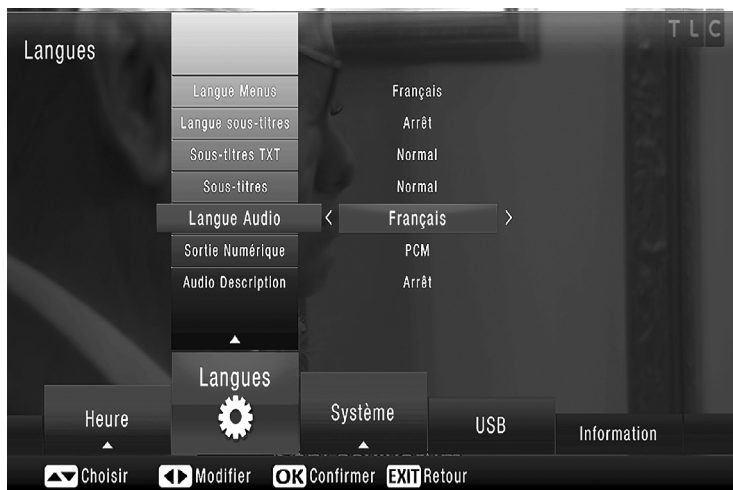 TLC
Langues
Langue Menus Français
Langue sous-titres Arrêt
Sous-titres TXT Normal
Sous-titres Normal
Langue Audio < Français >
Sortie Numérique PCM
Audio Description Arrêt
Langues
Heure
Système
USB
Information
Choisir Modifier OK Confirmer EXIT Retour